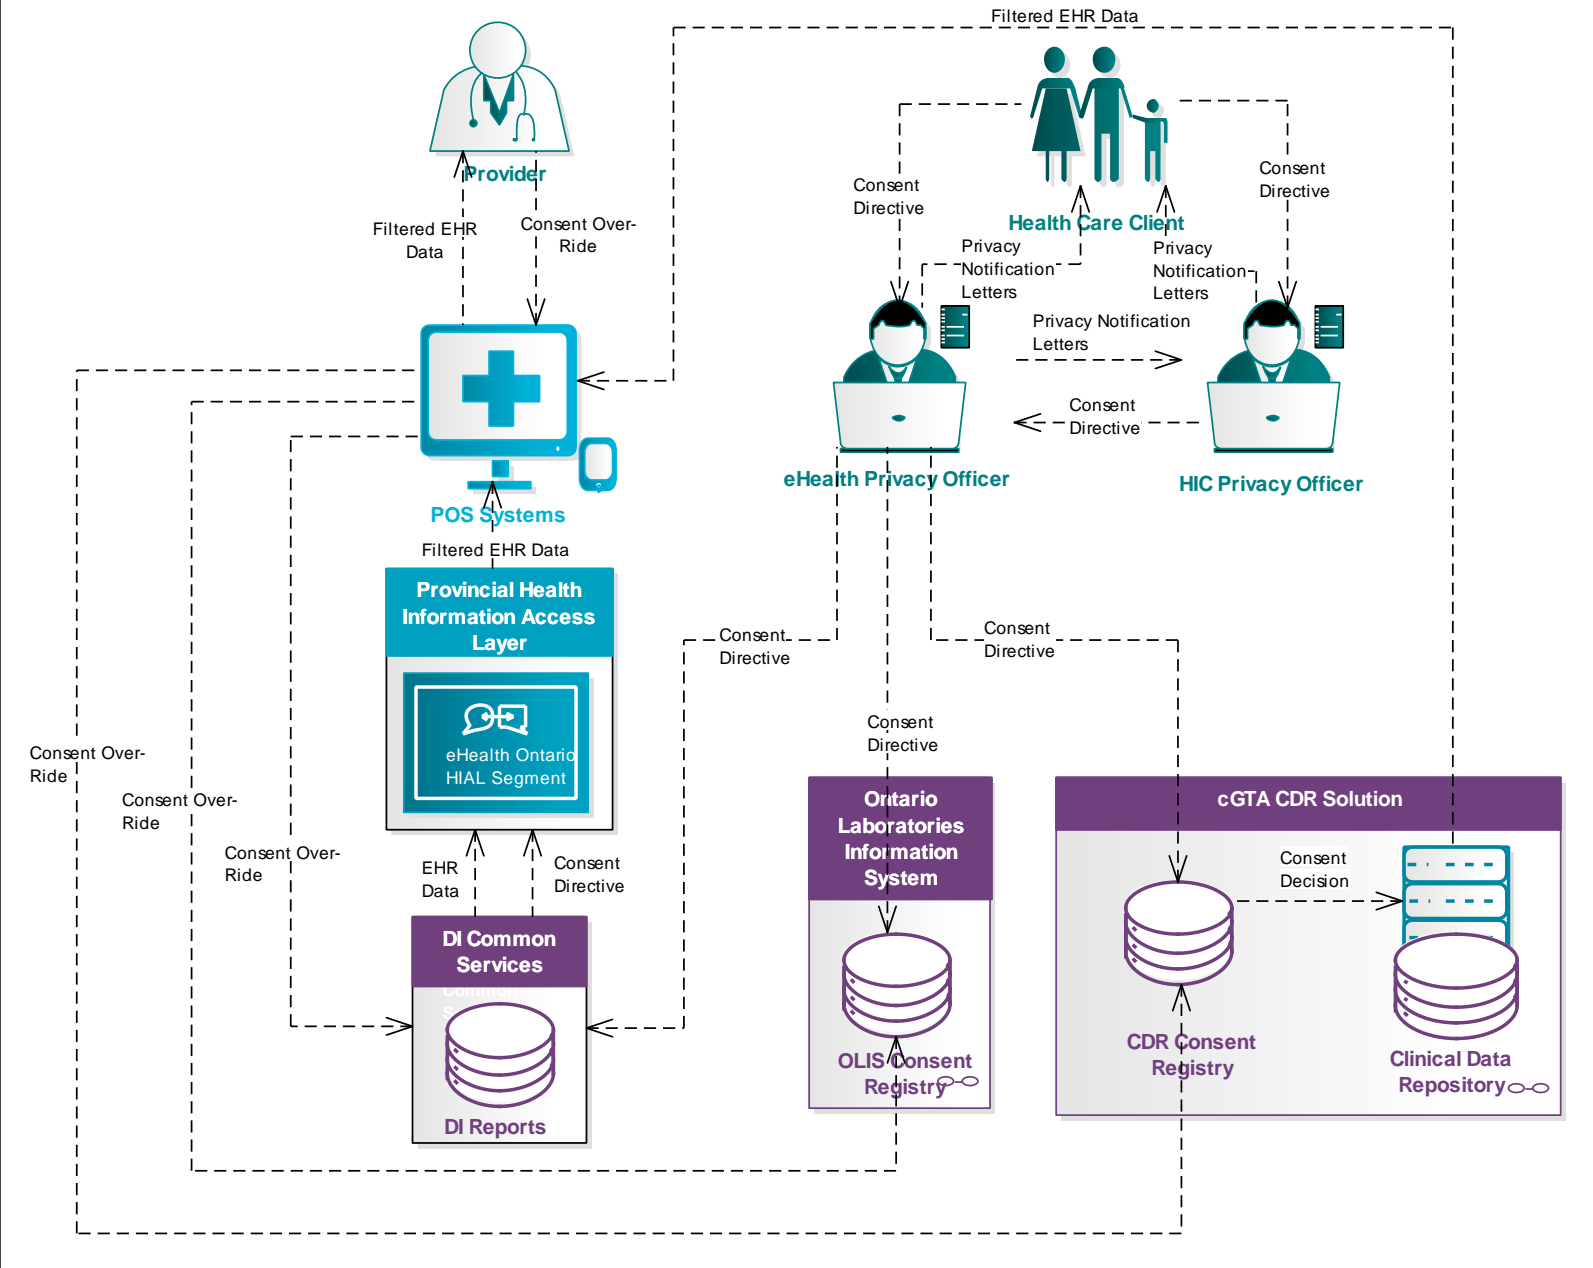 Filtered EHR Data
Provider
Filtered EHR
Data
Consent Over-
Ride
Consent
Directive
Consent
Directive
Health Care Client
Privacy
Notification
Letters
Privacy
Notification
Letters
Privacy Notification
Letters
Consent
Directive
eHealth Privacy Officer
HIC Privacy Officer
POS Systems
Filtered EHR Data
Provincial Health
Information Access
Layer
eHealth Ontario
HIAL Segment
Consent
Directive
Consent
Directive
Consent
Directive
Consent Over-
Ride
Consent Over-
Ride
Consent Over-
Ride
EHR
Data
Consent
Directive
Ontario
Laboratories
Information
System
cGTA CDR Solution
Consent
Decision
DI Common
Services
Common
DI Reports
OLIS Consent
Registry
CDR Consent
Registry
Clinical Data
Repository